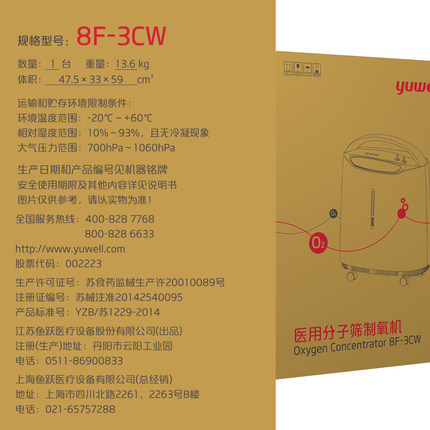 规格型号: 8F-3CW
数量: 1 台 重量: 13.6 kg
体积: 47.5×33×59 cm³
运输和贮存环境限制条件:
环境温度范围: -20℃~+60℃
相对湿度范围: 10%~93%, 且无冷凝现象
大气压力范围: 700hPa~1060hPa
生产日期和产品编号见机器铭牌
安全使用期限及其他内容详见说明书
图片仅供参考, 请以实物为准!
全国服务热线: 400-828 7768
800-828 6633
http://www.yuwell.com
股票代码: 002223
生产许可证号: 苏食药监械生产许20010089号
注册证编号: 苏械注准20142540095
产品标准号: YZB/苏1229-2014
江苏鱼跃医疗设备股份有限公司(出品)
注册(生产)地址: 丹阳市云阳工业园
电话: 0511-86900833
上海鱼跃医疗设备有限公司(总经销)
地址: 上海市四川北路2261、2263号8楼
电话: 021-65757288
yuwell
O₂
医用分子筛制氧机
Oxygen Concentrator 8F-3CW